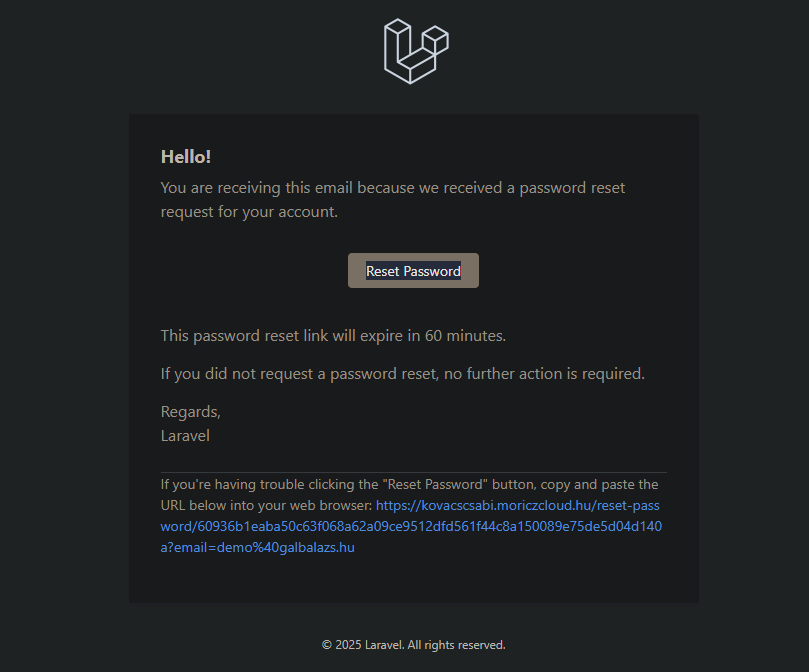 Hello!
You are receiving this email because we received a password reset
request for your account.
Reset Password
This password reset link will expire in 60 minutes.
If you did not request a password reset, no further action is required.
Regards,
Laravel
If you're having trouble clicking the "Reset Password" button, copy and paste the
URL below into your web browser: https://kovacscsabi.moriczcloud.hu/reset-pass
word/60936b1eaba50c63f068a62a09ce9512dfd561f44c8a150089e75de5d04d140
a?email=demo%40galbalazs.hu
© 2025 Laravel. All rights reserved.